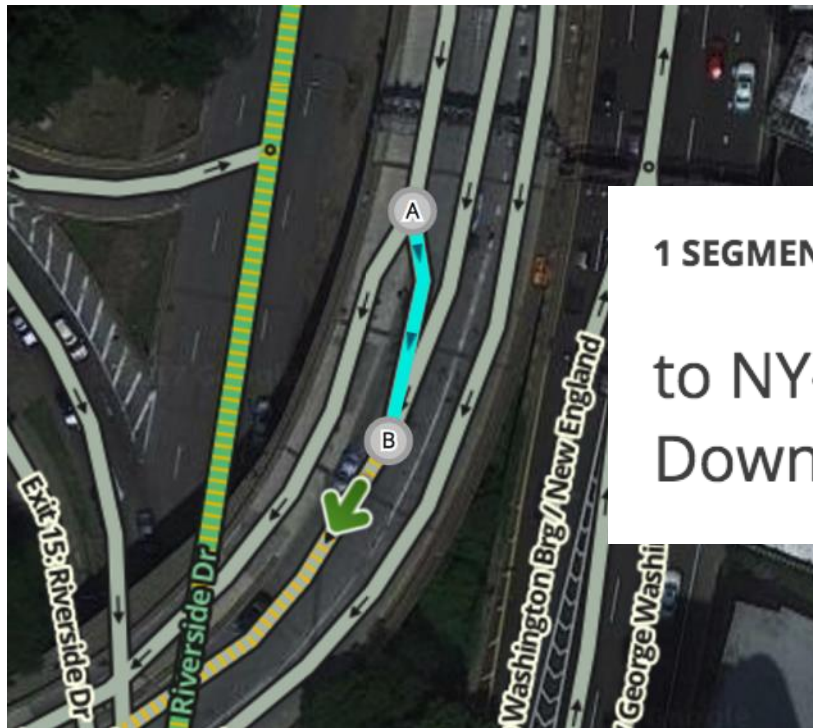 A
1 SEGMEN
to NY-
Down
B
Exit 15: Riverside Dr
Riverside Dr
Washington Brg / New England
/ George Washi